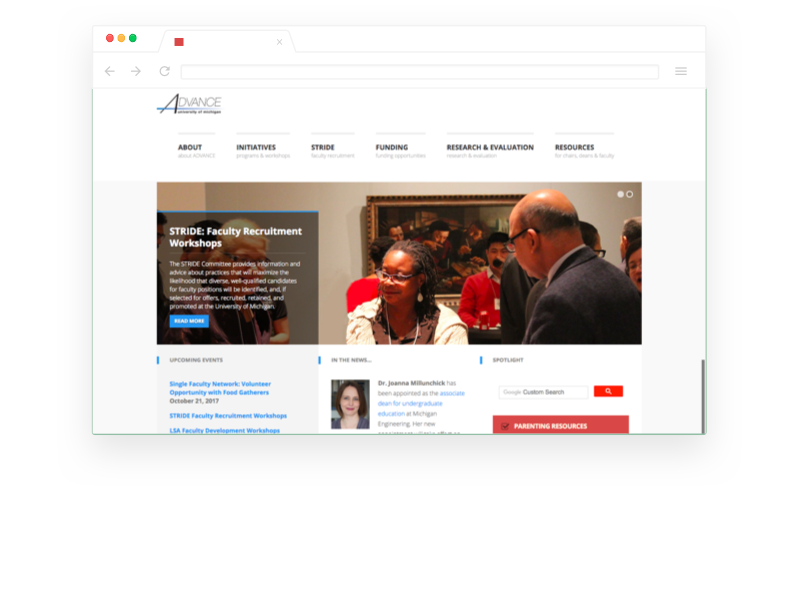 ADVANCE
university of michigan
ABOUT
about ADVANCE
INITIATIVES
programs & workshops
STRIDE
faculty recruitment
FUNDING
funding opportunities
RESEARCH & EVALUATION
research & evaluation
RESOURCES
for chairs, deans & faculty
STRIDE: Faculty Recruitment
Workshops
The STRIDE Committee provides information and
advice about practices that will maximize the
likelihood that diverse, well-qualified candidates
for faculty positions will be identified, and, if
selected for offers, recruited, retained, and
promoted at the University of Michigan.
READ MORE
UPCOMING EVENTS
Single Faculty Network: Volunteer
Opportunity with Food Gatherers
October 21, 2017
STRIDE Faculty Recruitment Workshops
LSA Faculty Development Workshops
IN THE NEWS...
Dr. Joanna Millunchick has
been appointed as the associate
dean for undergraduate
education at Michigan
Engineering. Her new
SPOTLIGHT
Google Custom Search
PARENTING RESOURCES